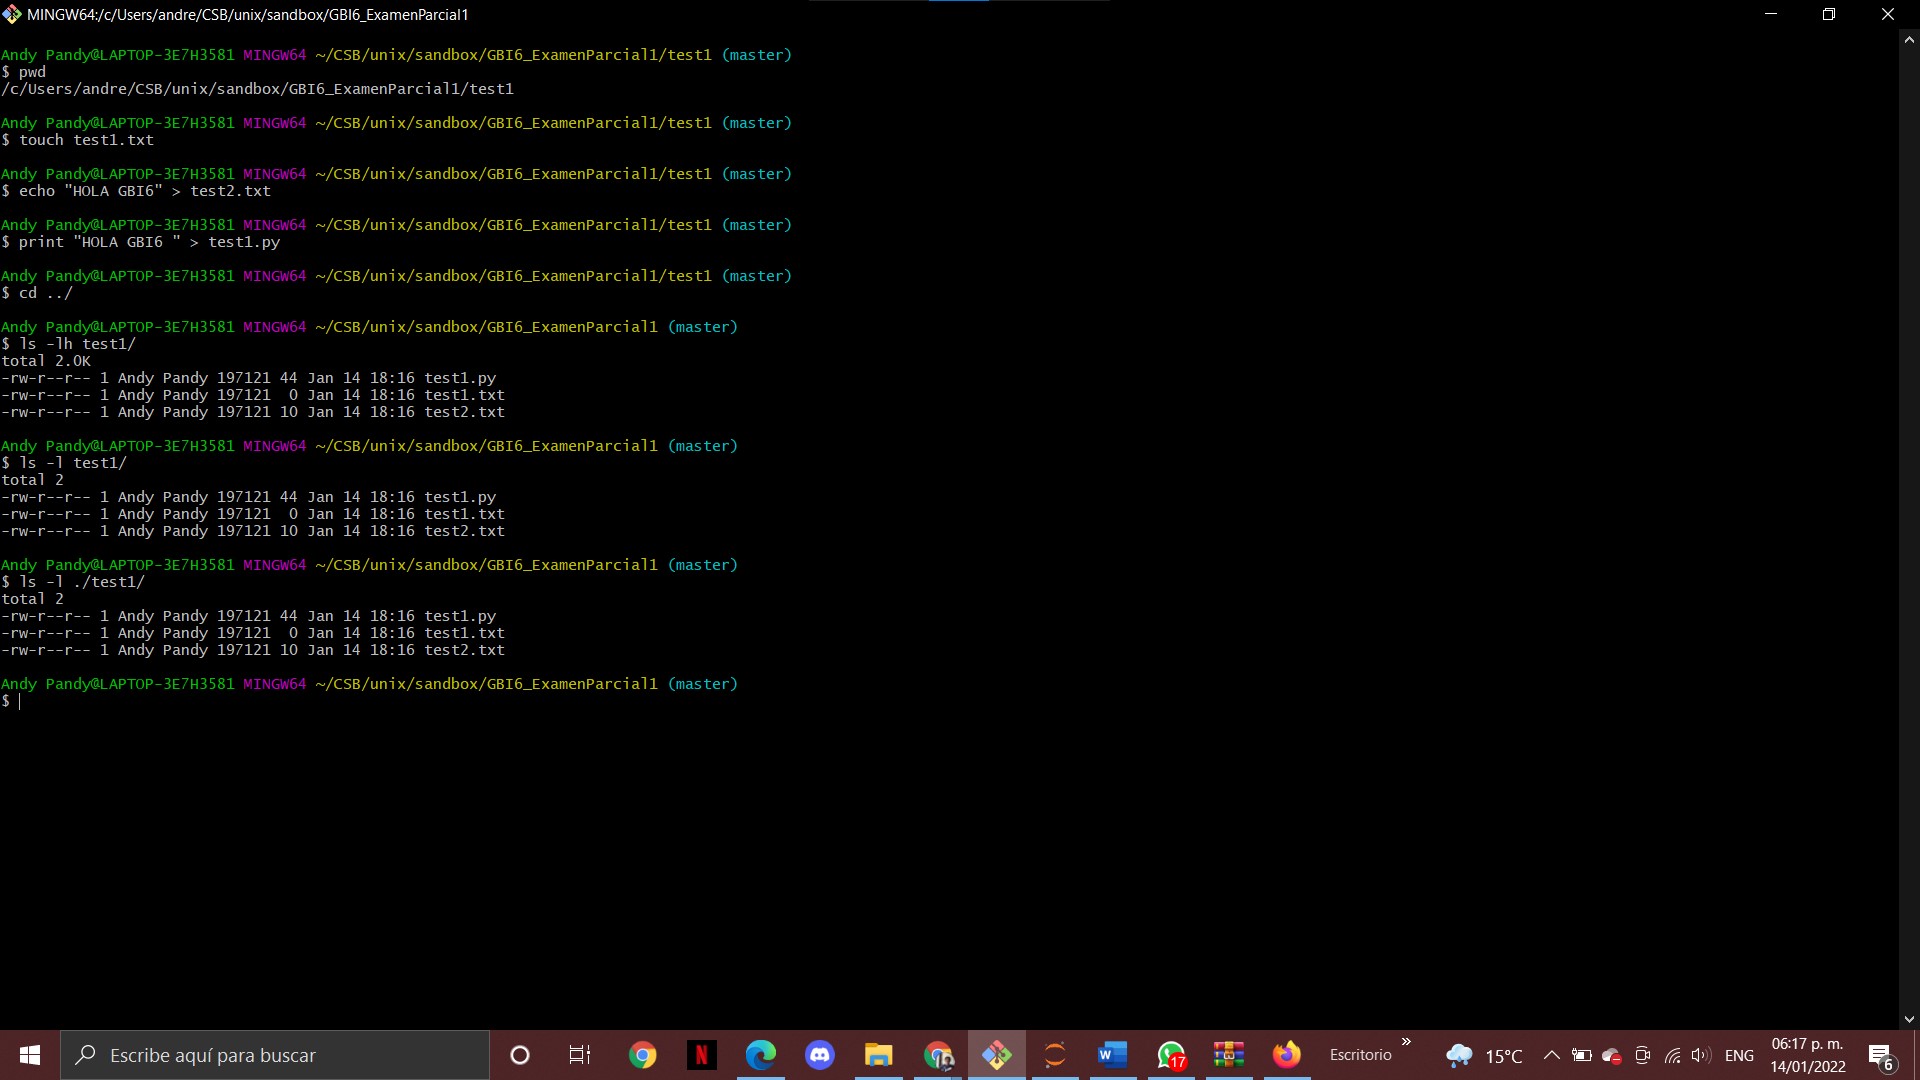 MINGW64:/c/Users/andre/CSB/unix/sandbox/GBI6_ExamenParcial1
Andy Pandy@LAPTOP-3E7H3581 MINGW64 ~/CSB/unix/sandbox/GBI6_ExamenParcial1/test1 (master)
$ pwd
/c/Users/andre/CSB/unix/sandbox/GBI6_ExamenParcial1/test1
Andy Pandy@LAPTOP-3E7H3581 MINGW64 ~/CSB/unix/sandbox/GBI6_ExamenParcial1/test1 (master)
$ touch test1.txt
Andy Pandy@LAPTOP-3E7H3581 MINGW64 ~/CSB/unix/sandbox/GBI6_ExamenParcial1/test1 (master)
$ echo "HOLA GBI6" > test2.txt
Andy Pandy@LAPTOP-3E7H3581 MINGW64 ~/CSB/unix/sandbox/GBI6_ExamenParcial1/test1 (master)
$ print "HOLA GBI6 " > test1.py
Andy Pandy@LAPTOP-3E7H3581 MINGW64 ~/CSB/unix/sandbox/GBI6_ExamenParcial1/test1 (master)
$ cd ../
Andy Pandy@LAPTOP-3E7H3581 MINGW64 ~/CSB/unix/sandbox/GBI6_ExamenParcial1 (master)
$ ls -lh test1/
total 2.0K
-rw-r--r-- 1 Andy Pandy 197121 44 Jan 14 18:16 test1.py
-rw-r--r-- 1 Andy Pandy 197121  0 Jan 14 18:16 test1.txt
-rw-r--r-- 1 Andy Pandy 197121 10 Jan 14 18:16 test2.txt
Andy Pandy@LAPTOP-3E7H3581 MINGW64 ~/CSB/unix/sandbox/GBI6_ExamenParcial1 (master)
$ ls -l test1/
total 2
-rw-r--r-- 1 Andy Pandy 197121 44 Jan 14 18:16 test1.py
-rw-r--r-- 1 Andy Pandy 197121  0 Jan 14 18:16 test1.txt
-rw-r--r-- 1 Andy Pandy 197121 10 Jan 14 18:16 test2.txt
Andy Pandy@LAPTOP-3E7H3581 MINGW64 ~/CSB/unix/sandbox/GBI6_ExamenParcial1 (master)
$ ls -l ./test1/
total 2
-rw-r--r-- 1 Andy Pandy 197121 44 Jan 14 18:16 test1.py
-rw-r--r-- 1 Andy Pandy 197121  0 Jan 14 18:16 test1.txt
-rw-r--r-- 1 Andy Pandy 197121 10 Jan 14 18:16 test2.txt
Andy Pandy@LAPTOP-3E7H3581 MINGW64 ~/CSB/unix/sandbox/GBI6_ExamenParcial1 (master)
$
Escribe aquí para buscar
N
W
17
Escritorio
»
15°C
ENG
06:17 p. m.
14/01/2022
6